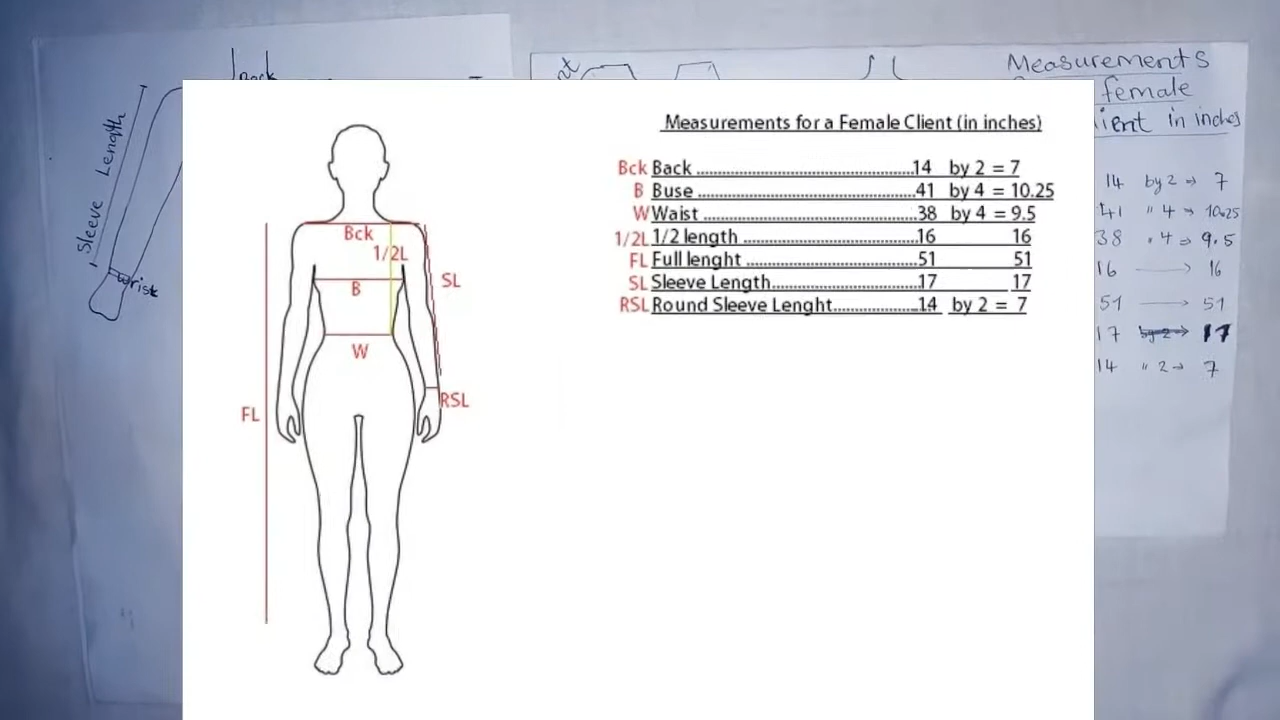 Measurements for a Female Client (in inches)
Bck Back ..............................................14 by 2 = 7
B Buse ..............................................41 by 4 = 10.25
W Waist .............................................38 by 4 = 9.5
1/2L 1/2 length .....................................16 16
FL Full lenght .....................................51 51
SL Sleeve Length..............................17 17
RSL Round Sleeve Lenght.....................14 by 2 = 7
Bck
1/2L
B
SL
W
RSL
FL
Sleeve Length
wrist
Measurements
female
in inches
14 by 2 → 7
41 " 4 → 10.25
38 " 4 → 9.5
16 → 16
51 → 51
17 → 17
14 " 2 → 7